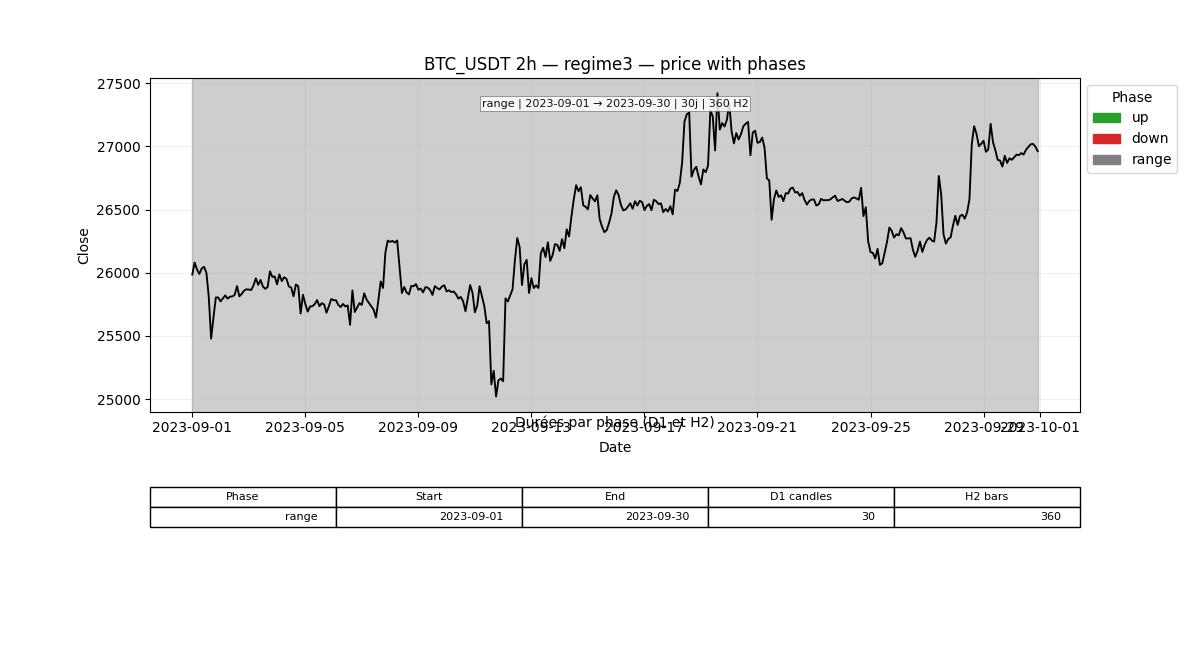 BTC_USDT 2h — regime3 — price with phases
27500
27000
26500
26000
25500
25000
Close
range | 2023-09-01 → 2023-09-30 | 30j | 360 H2
Phase
up
down
range
Durées par phase (D1 et H2)
2023-09-01 2023-09-05 2023-09-09 2023-09-13 2023-09-17 2023-09-21 2023-09-25 2023-09-29 2023-10-01
Date
Phase Start End D1 candles H2 bars
range 2023-09-01 2023-09-30 30 360